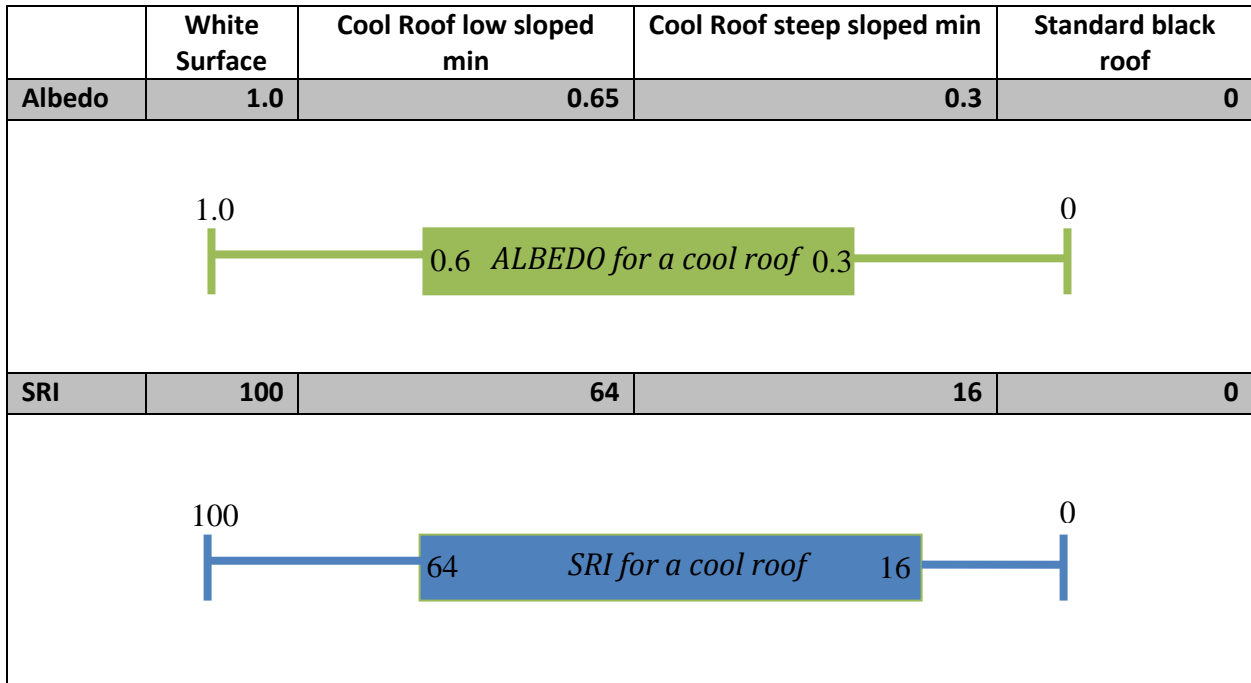 White Surface Cool Roof low sloped min Cool Roof steep sloped min Standard black roof
Albedo 1.0 0.65 0.3 0
1.0 0
0.6 ALBEDO for a cool roof 0.3
SRI 100 64 16 0
100 0
64 SRI for a cool roof 16